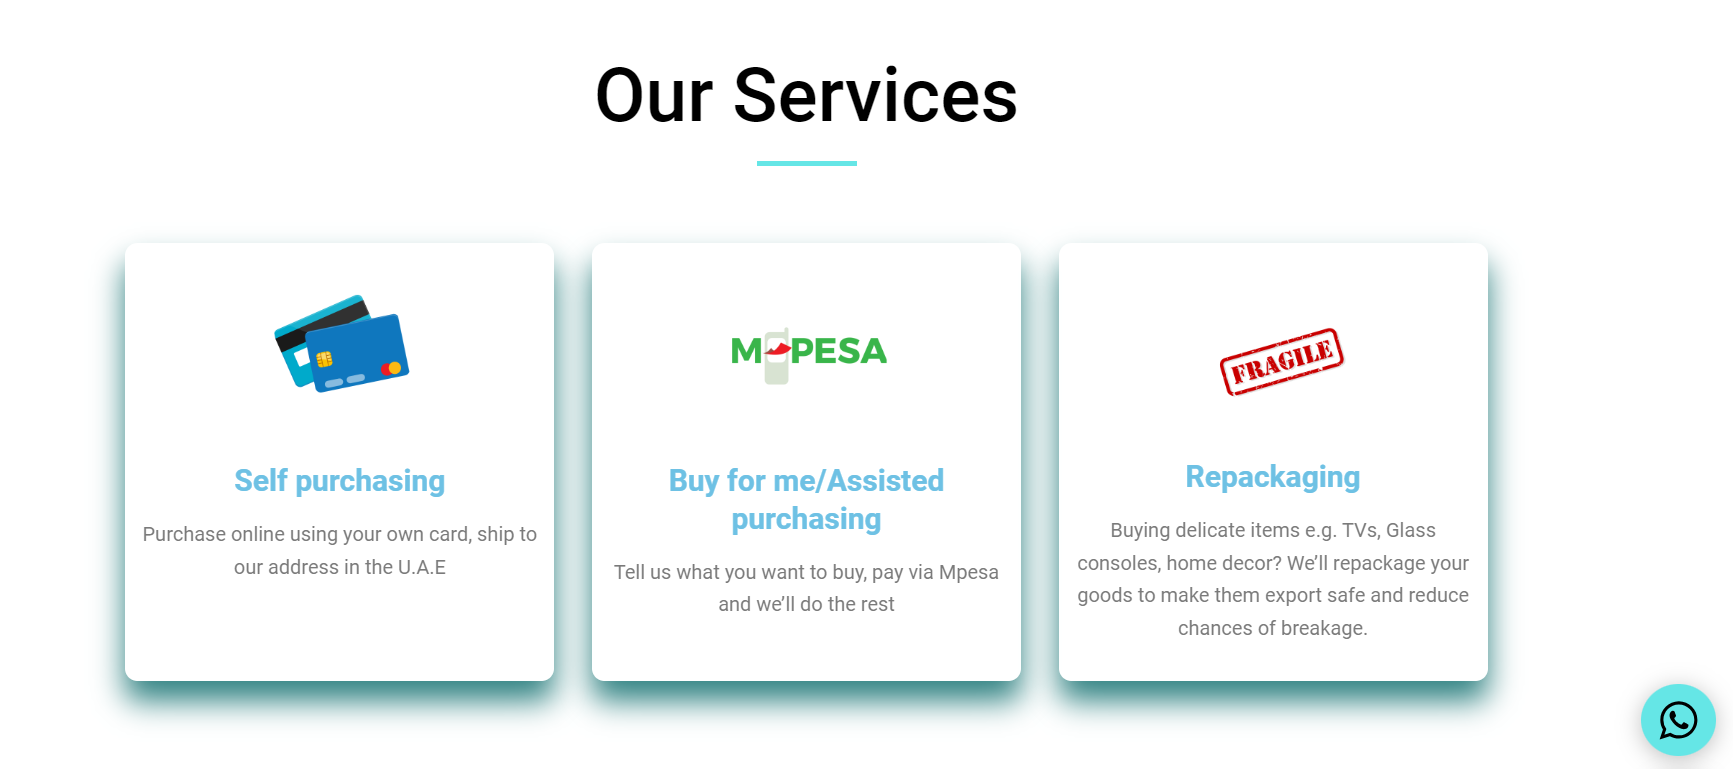 Our Services
M PESA
FRAGILE
Self purchasing
Purchase online using your own card, ship to
our address in the U.A.E
Buy for me/Assisted
purchasing
Tell us what you want to buy, pay via Mpesa
and we’ll do the rest
Repackaging
Buying delicate items e.g. TVs, Glass
consoles, home decor? We’ll repackage your
goods to make them export safe and reduce
chances of breakage.